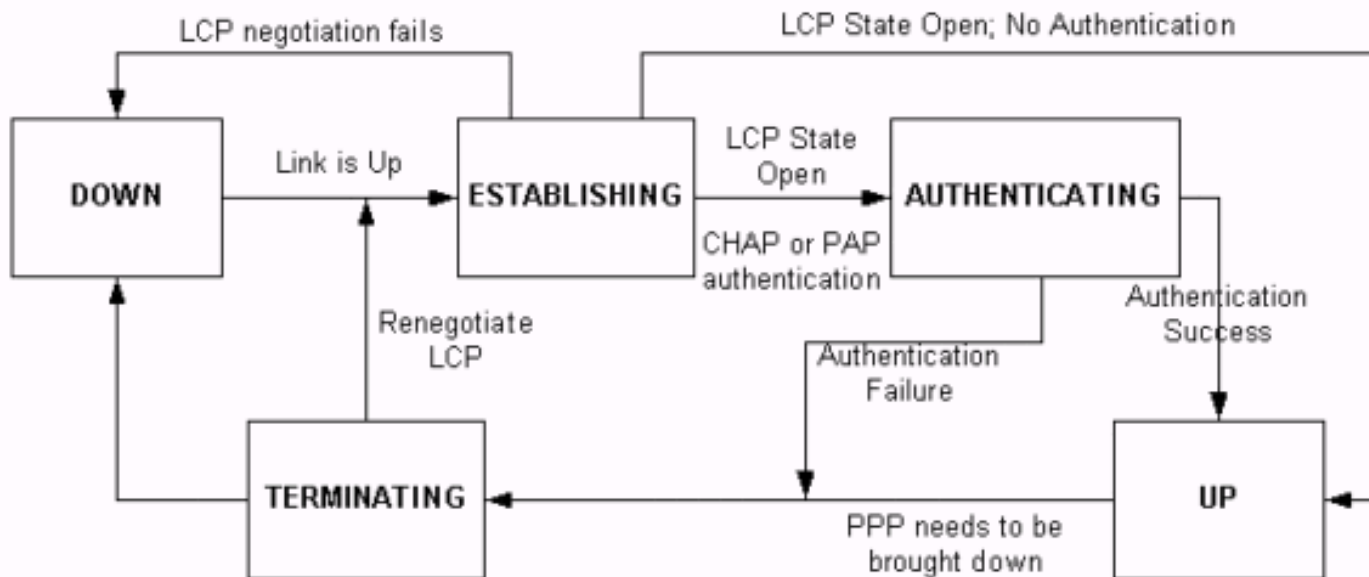 LCP negotiation fails
LCP State Open; No Authentication
DOWN
Link is Up
ESTABLISHING
LCP State
Open
CHAP or PAP
authentication
AUTHENTICATING
Renegotiate
LCP
Authentication
Failure
Authentication
Success
TERMINATING
PPP needs to be
brought down
UP